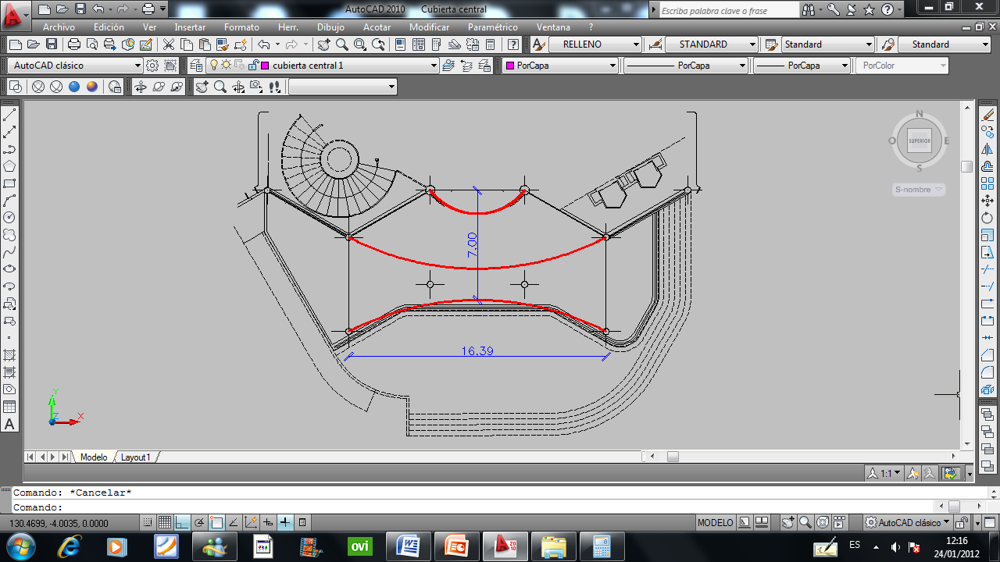 AutoCAD 2010 Cubierta central
Escriba palabra clave o frase
Archivo Edición Ver Insertar Formato Herr. Dibujo Acotar Modificar Paramétrico Ventana ?
RELLENO STANDARD Standard Standard
AutoCAD clásico cubierta central 1 PorCapa PorCapa PorCapa PorColor
N
O SUPERIOR E
S
S-nombre
7.00
16.39
Y
Z X
A
Modelo Layout1
1:1
Comando: *Cancelar*
Comando:
130.4699, -4.0035, 0.0000 MODELO AutoCAD clásico
ovi ES 12:16
24/01/2012